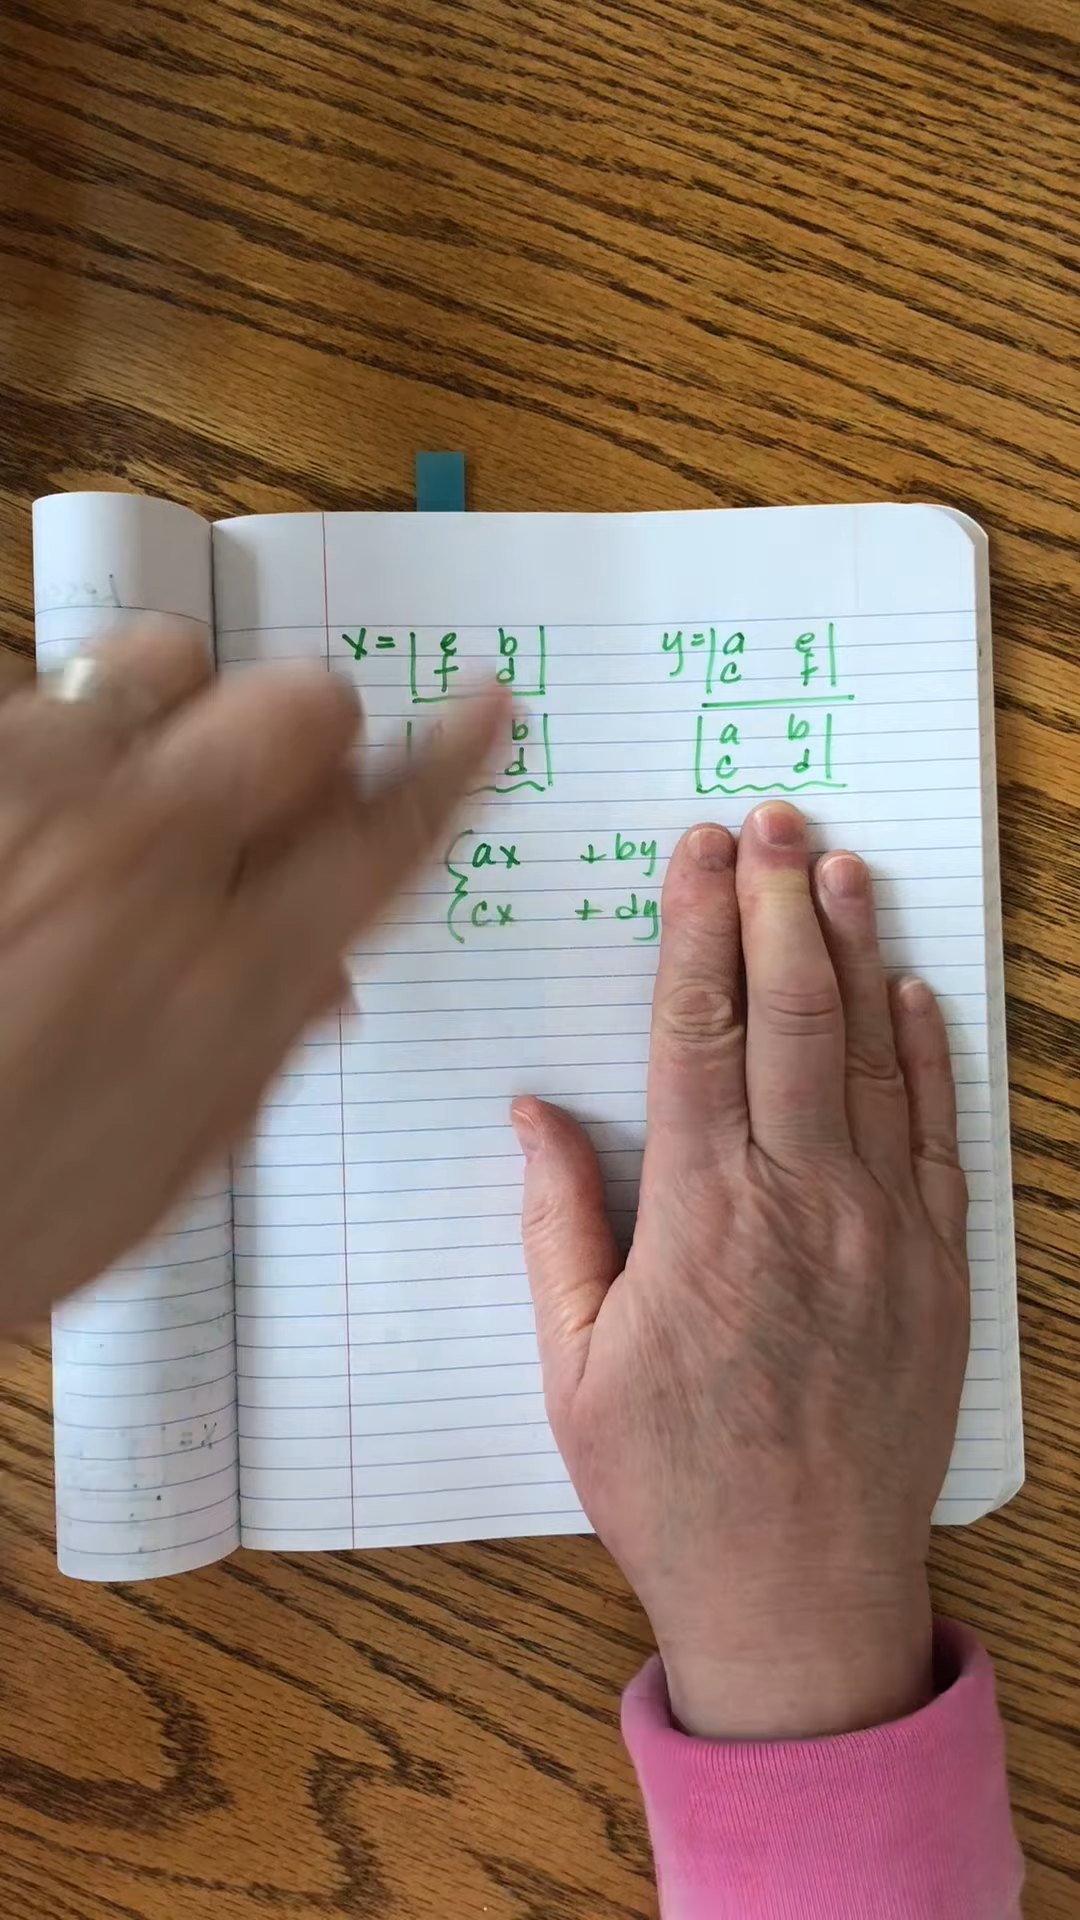 x= | e b | y= | a e |
| f d | | c f |
| b | | a b |
| d | | c d |
{ ax + by
{ cx + dy